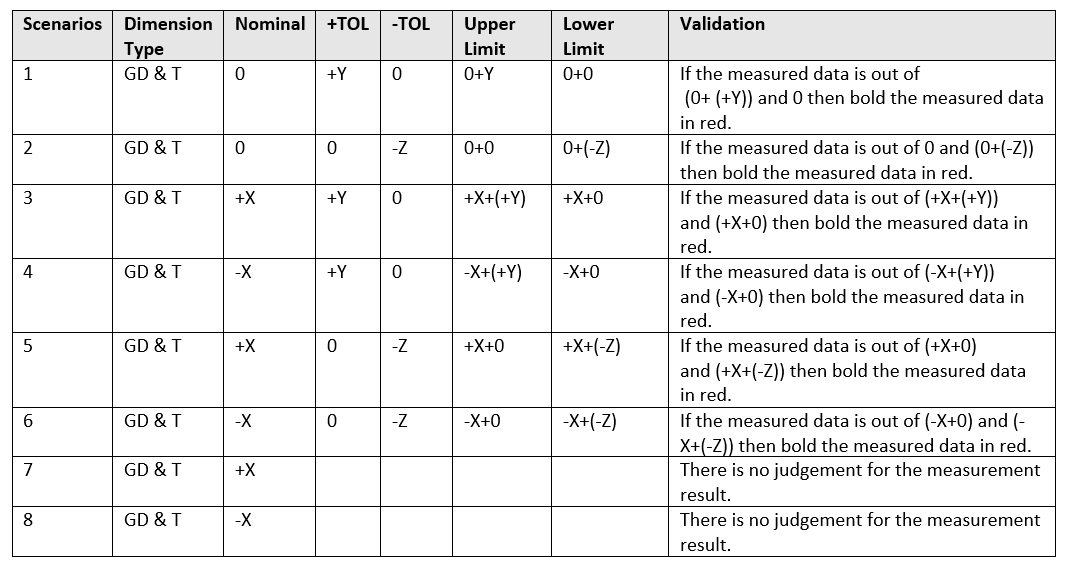 Scenarios Dimension Type Nominal +TOL -TOL Upper Limit Lower Limit Validation
1 GD & T 0 +Y 0 0+Y 0+0 If the measured data is out of
(0+ (+Y)) and 0 then bold the measured data
in red.
2 GD & T 0 0 -Z 0+0 0+(-Z) If the measured data is out of 0 and (0+(-Z))
then bold the measured data in red.
3 GD & T +X +Y 0 +X+(+Y) +X+0 If the measured data is out of (+X+(+Y))
and (+X+0) then bold the measured data in
red.
4 GD & T -X +Y 0 -X+(+Y) -X+0 If the measured data is out of (-X+(+Y))
and (-X+0) then bold the measured data in
red.
5 GD & T +X 0 -Z +X+0 +X+(-Z) If the measured data is out of (+X+0)
and (+X+(-Z)) then bold the measured data
in red.
6 GD & T -X 0 -Z -X+0 -X+(-Z) If the measured data is out of (-X+0) and (-
X+(-Z)) then bold the measured data in red.
7 GD & T +X There is no judgement for the measurement
result.
8 GD & T -X There is no judgement for the measurement
result.